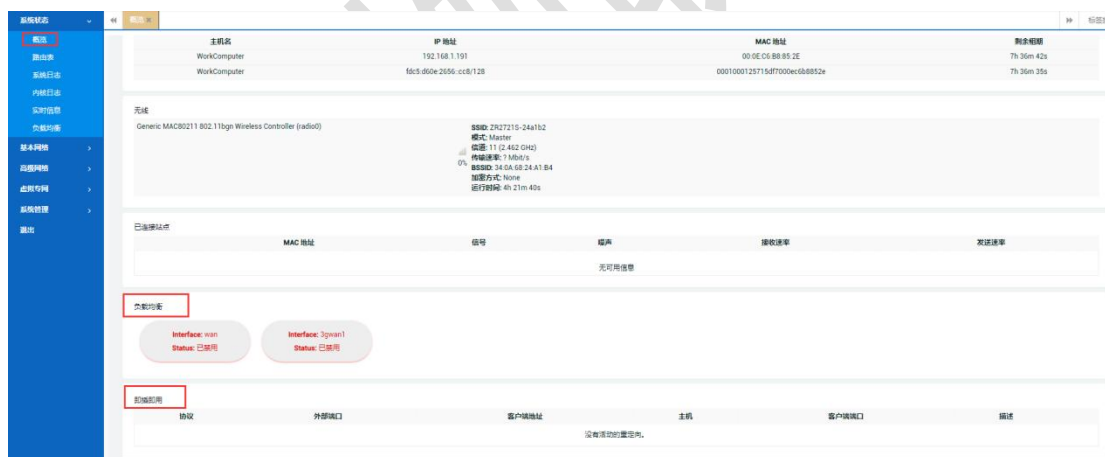 系统状态
概览
路由表
系统日志
内核日志
实时信息
负载均衡
基本网络
高级网络
虚拟专网
系统管理
退出
概览 ×
主机名 IP 地址 MAC 地址 剩余租期
WorkComputer 192.168.1.191 00:0E:C6:B8:85:2E 7h 36m 42s
WorkComputer fdc5:d60e:2656::cc8/128 0001000125715df7000ec6b8852e 7h 36m 35s
无线
Generic MAC80211 802.11bgn Wireless Controller (radio0)
SSID: ZR27215-24a1b2
模式: Master
信道: 11 (2.462 GHz)
传输速率: ? Mbit/s
0%
BSSID: 34:0A:68:24:A1:B4
加密方式: None
运行时间: 4h 21m 40s
已连接站点
MAC 地址 信号 噪声 接收速率 发送速率
无可用信息
负载均衡
Interface: wan
Status: 已禁用
Interface: 3gwan1
Status: 已禁用
即插即用
协议 外部端口 客户端地址 主机 客户端端口 描述
没有活动的重定向。